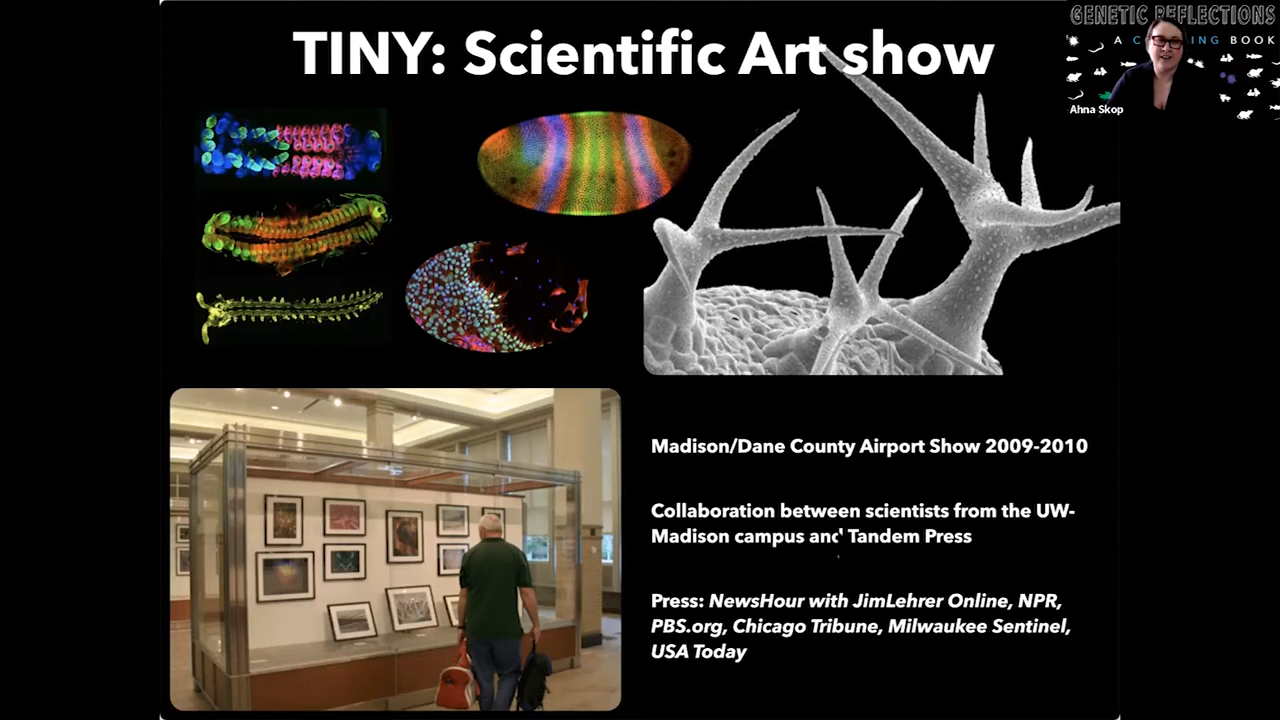 TINY: Scientific Art show
GENETIC REFLECTIONS
A COLORING BOOK
Ahna Skop
Madison/Dane County Airport Show 2009-2010
Collaboration between scientists from the UW-
Madison campus and Tandem Press
Press: NewsHour with JimLehrer Online, NPR,
PBS.org, Chicago Tribune, Milwaukee Sentinel,
USA Today